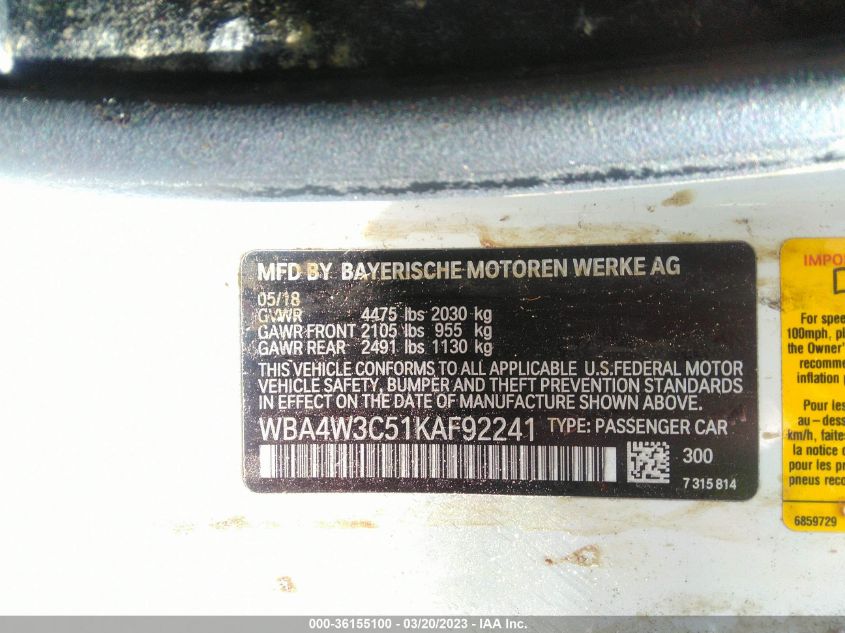 MFD BY BAYERISCHE MOTOREN WERKE AG
05/18
GVWR 4475 lbs 2030 kg
GAWR FRONT 2105 lbs 955 kg
GAWR REAR 2491 lbs 1130 kg
THIS VEHICLE CONFORMS TO ALL APPLICABLE U.S.FEDERAL MOTOR
VEHICLE SAFETY, BUMPER AND THEFT PREVENTION STANDARDS
IN EFFECT ON THE DATE OF MANUFACTURE SHOWN ABOVE.
WBA4W3C51KAF92241 TYPE: PASSENGER CAR
300
7 315 814
For spee
100mph, pl
the Owner'
recomme
inflation
Pour les
au-dess
km/h, faites
la notice
pour les p
pneus reco
6859729
000-36155100 - 03/20/2023 - IAA Inc.